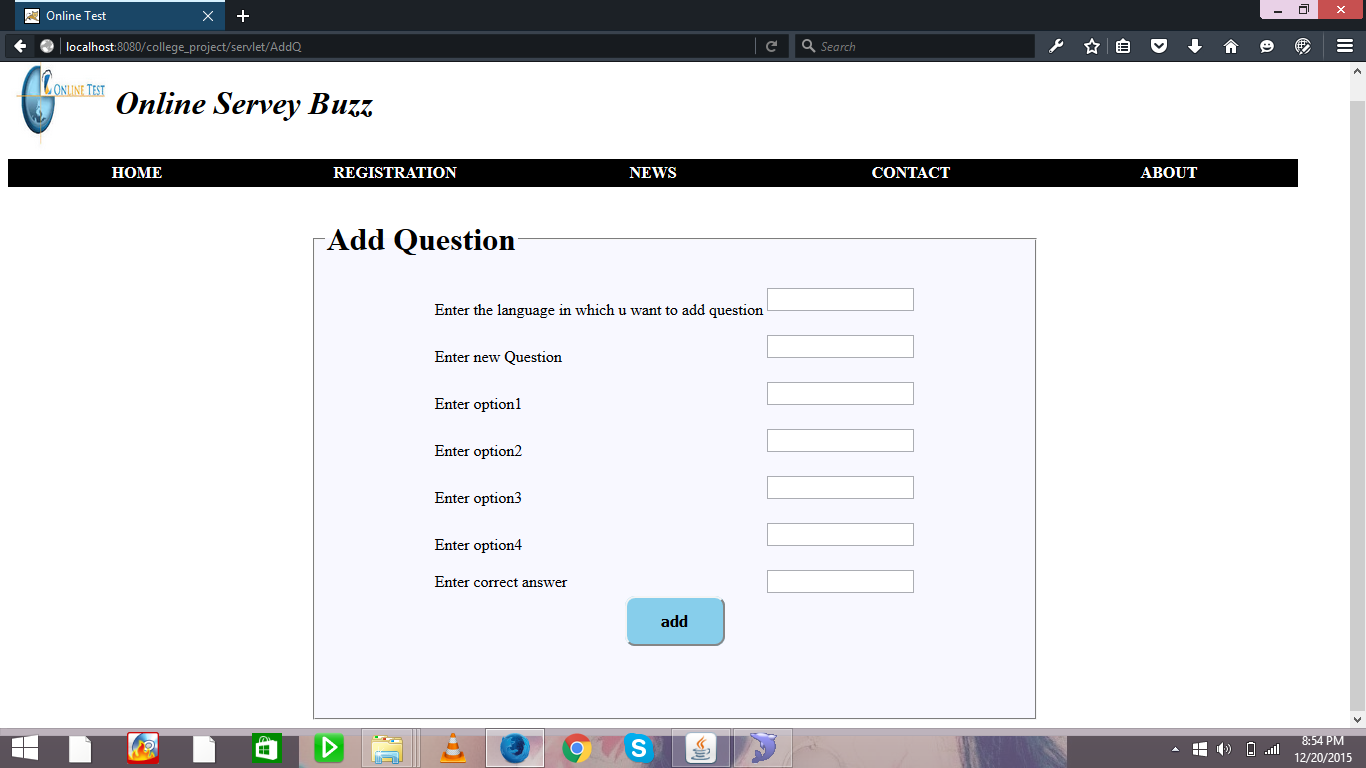 Online Test
localhost:8080/college_project/servlet/AddQ
Search
ONLINE TEST
Online Servey Buzz
HOME REGISTRATION NEWS CONTACT ABOUT
Add Question
Enter the language in which u want to add question
Enter new Question
Enter option1
Enter option2
Enter option3
Enter option4
Enter correct answer
add
8:54 PM
12/20/2015